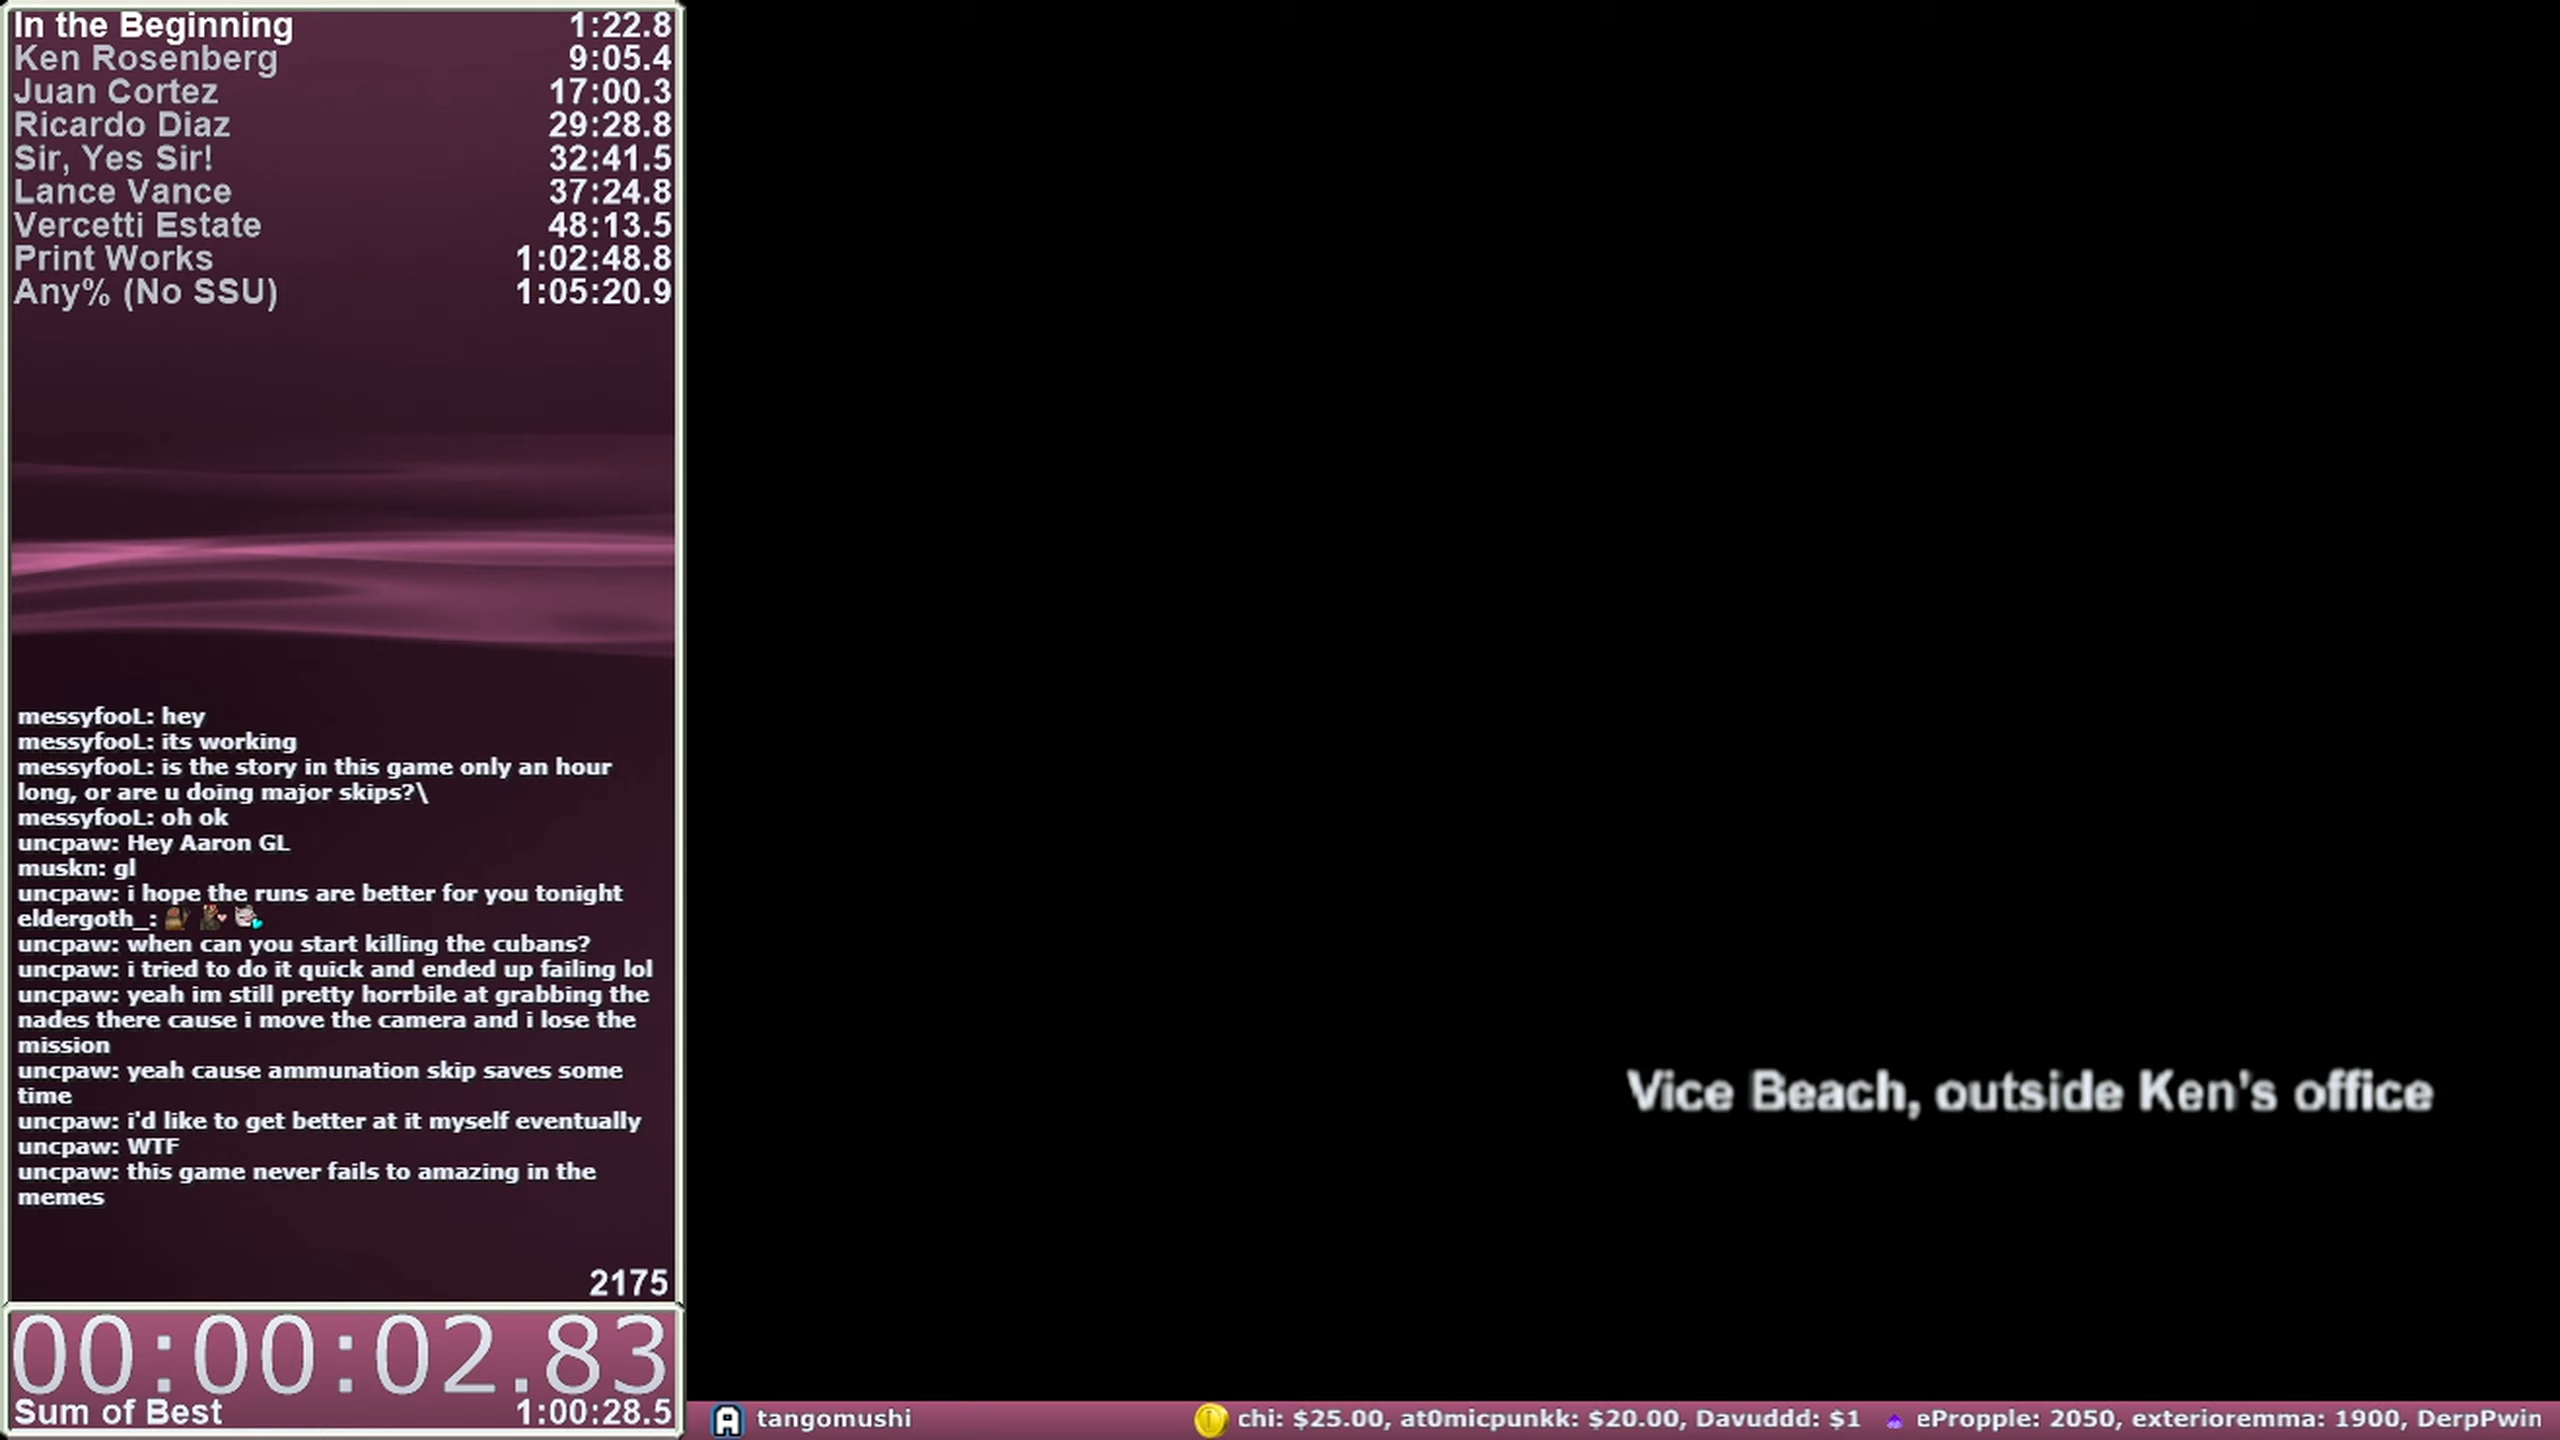 In the Beginning 1:22.8
Ken Rosenberg 9:05.4
Juan Cortez 17:00.3
Ricardo Diaz 29:28.8
Sir, Yes Sir! 32:41.5
Lance Vance 37:24.8
Vercetti Estate 48:13.5
Print Works 1:02:48.8
Any% (No SSU) 1:05:20.9
messyfooL: hey
messyfooL: its working
messyfooL: is the story in this game only an hour
long, or are u doing major skips?\
messyfooL: oh ok
uncpaw: Hey Aaron GL
muskn: gl
uncpaw: i hope the runs are better for you tonight
eldergoth_:
uncpaw: when can you start killing the cubans?
uncpaw: i tried to do it quick and ended up failing lol
uncpaw: yeah im still pretty horrbile at grabbing the
nades there cause i move the camera and i lose the
mission
uncpaw: yeah cause ammunation skip saves some
time
uncpaw: i'd like to get better at it myself eventually
uncpaw: WTF
uncpaw: this game never fails to amazing in the
memes
2175
00:00:02.83
Sum of Best 1:00:28.5
Vice Beach, outside Ken's office
A tangomushi chi: $25.00, at0micpunkk: $20.00, Davuddd: $1 ePropple: 2050, exterioremma: 1900, DerpPwin